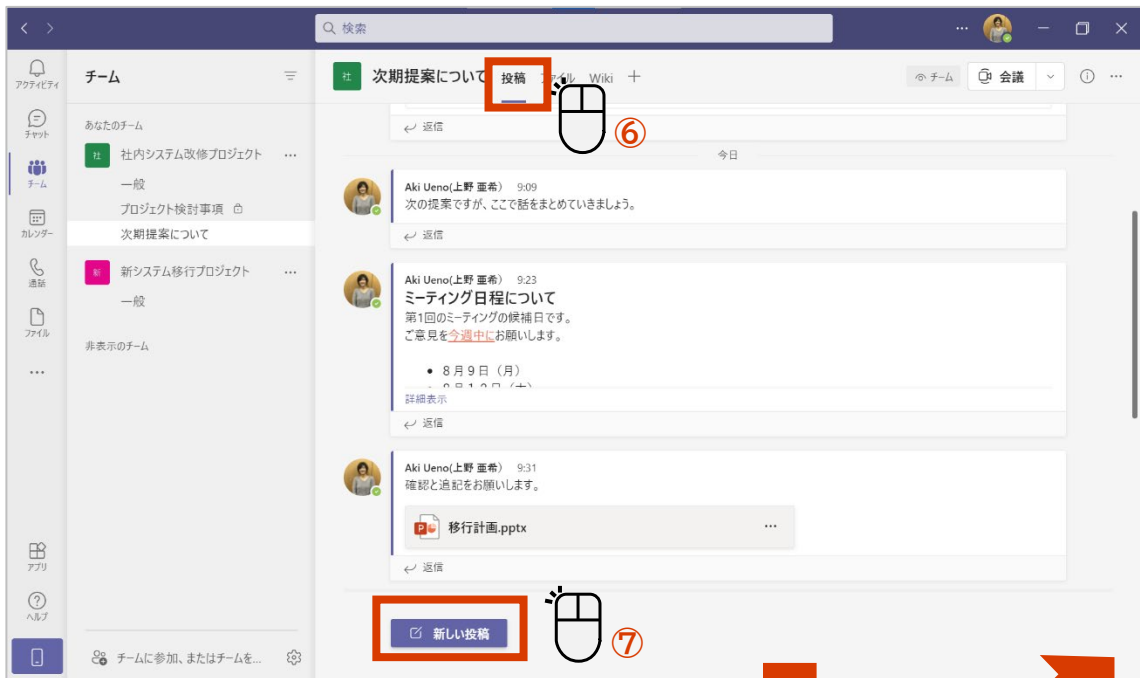 検索
アクティビティ
チャット
チーム
カレンダー
通話
ファイル
アプリ
ヘルプ
チーム
あなたのチーム
社 社内システム改修プロジェクト
一般
プロジェクト検討事項
次期提案について
新 新システム移行プロジェクト
一般
非表示のチーム
チームに参加、またはチームを...
社 次期提案について 投稿 ファイル Wiki
チーム 会議
⑥
返信
今日
Aki Ueno(上野 亜希) 9:09
次の提案ですが、ここで話をまとめていきましょう。
返信
Aki Ueno(上野 亜希) 9:23
ミーティング日程について
第1回のミーティングの候補日です。
ご意見を今週中にお願いします。
• 8月9日(月)
詳細表示
返信
Aki Ueno(上野 亜希) 9:31
確認と追記をお願いします。
移行計画.pptx
返信
新しい投稿
⑦